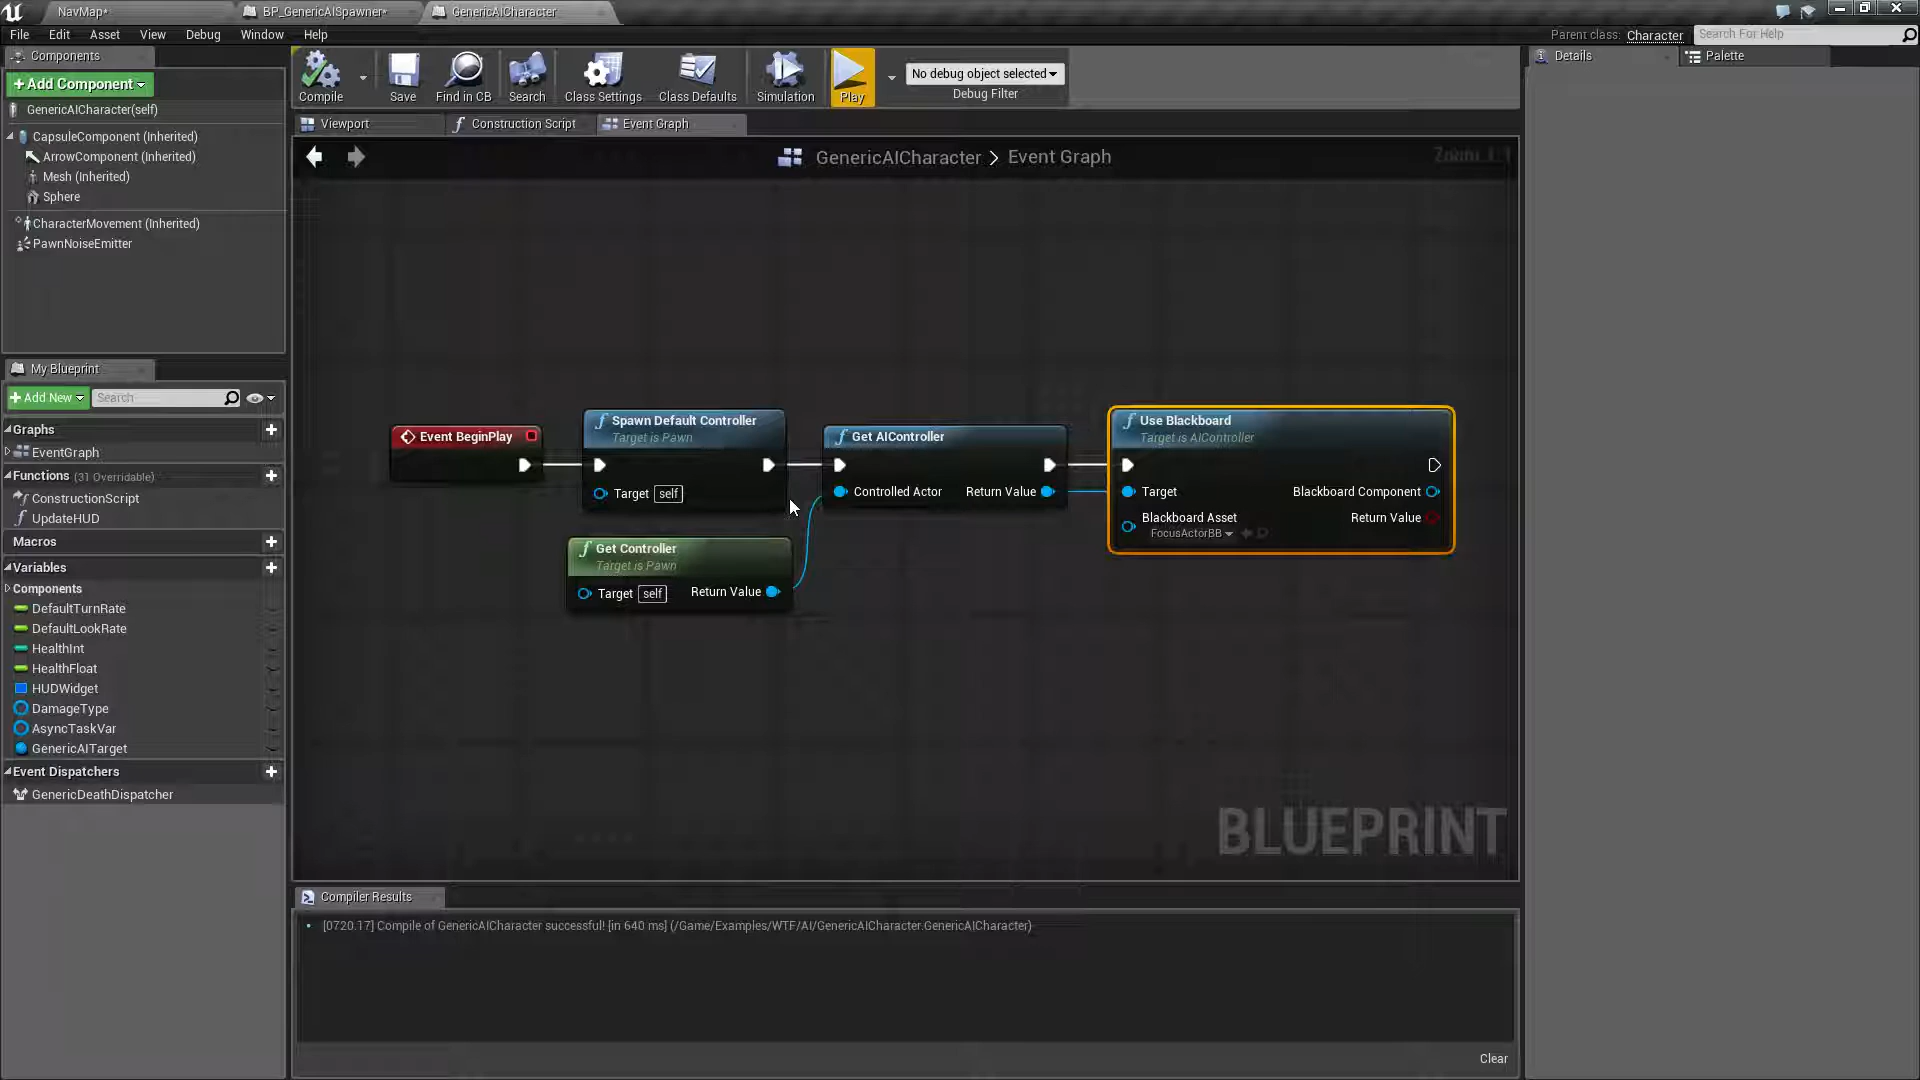 NavMap*
BP_GenericAISpawner*
GenericAICharacter
File Edit Asset View Debug Window Help
Parent class: Character
Search For Help
Components
+Add Component
GenericAICharacter(self)
CapsuleComponent (Inherited)
ArrowComponent (Inherited)
Mesh (Inherited)
Sphere
CharacterMovement (Inherited)
PawnNoiseEmitter
Compile
Save
Find in CB
Search
Class Settings
Class Defaults
Simulation
Play
No debug object selected
Debug Filter
Details
Palette
Viewport
Construction Script
Event Graph
GenericAICharacter > Event Graph
Zoom 1:1
My Blueprint
+Add New
Search
Graphs
EventGraph
Functions (31 Overridable)
ConstructionScript
UpdateHUD
Macros
Variables
Components
DefaultTurnRate
DefaultLookRate
HealthInt
HealthFloat
HUDWidget
DamageType
AsyncTaskVar
GenericAITarget
Event Dispatchers
GenericDeathDispatcher
Event BeginPlay
Spawn Default Controller
Target is Pawn
Target self
Get Controller
Target is Pawn
Target self Return Value
Get AIController
Controlled Actor Return Value
Use Blackboard
Target is AIController
Target Blackboard Component
Blackboard Asset Return Value
FocusActorBB
BLUEPRINT
Compiler Results
• [0720.17] Compile of GenericAICharacter successful! [in 640 ms] (/Game/Examples/WTF/AI/GenericAICharacter.GenericAICharacter)
Clear